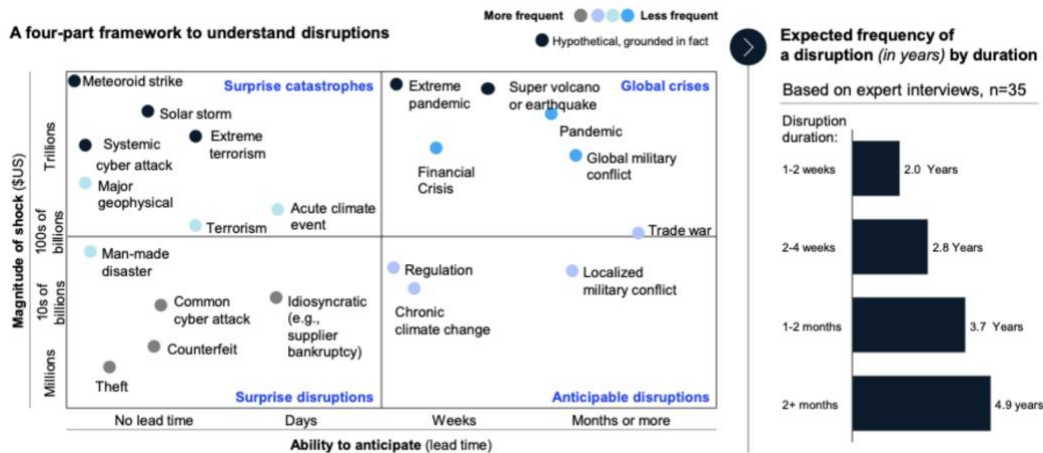 A four-part framework to understand disruptions
More frequent
Less frequent
Hypothetical, grounded in fact
Magnitude of shock ($US)
Trillions
100s of
billions
10s of
billions
Millions
Surprise catastrophes
Meteoroid strike
Solar storm
Systemic
cyber attack
Extreme
terrorism
Major
geophysical
Terrorism
Acute climate
event
Global crises
Extreme
pandemic
Super volcano
or earthquake
Pandemic
Financial
Crisis
Global military
conflict
Trade war
Man-made
disaster
Common
cyber attack
Idiosyncratic
(e.g.,
supplier
bankruptcy)
Counterfeit
Theft
Surprise disruptions
Regulation
Chronic
climate change
Localized
military conflict
Anticipable disruptions
No lead time
Days
Weeks
Months or more
Ability to anticipate (lead time)
Expected frequency of
a disruption (in years) by duration
Based on expert interviews, n=35
Disruption
duration:
1-2 weeks
2.0 Years
2-4 weeks
2.8 Years
1-2 months
3.7 Years
2+ months
4.9 years